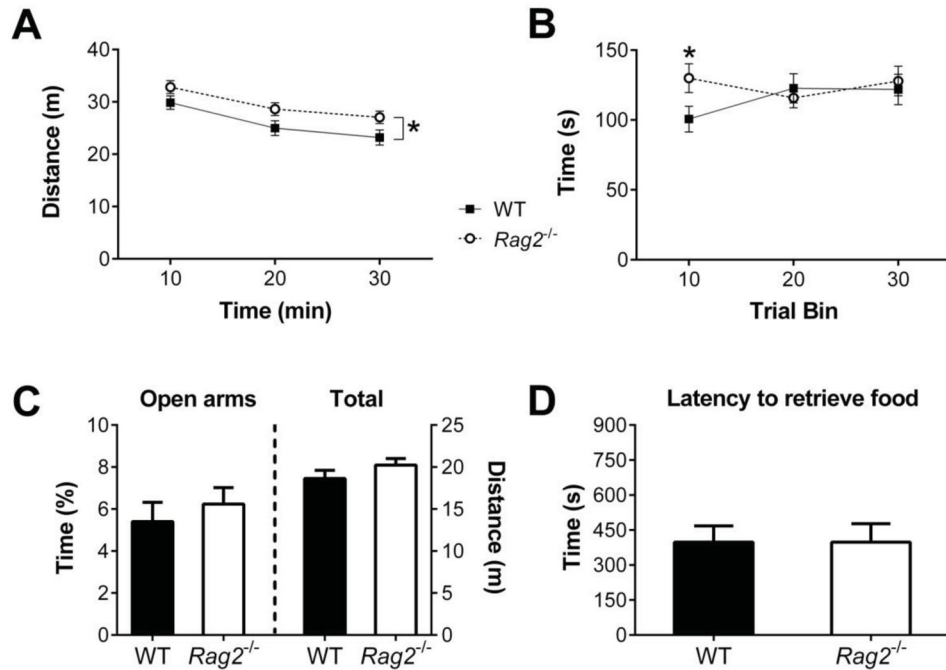 A
Distance (m)
40
30
20
10
0
10 20 30
Time (min)
*
WT
Rag2-/-
B
Time (s)
150
100
50
0
*
10 20 30
Trial Bin
C
Open arms Total
Time (%)
10
8
6
4
2
0
25
20
15
10
5
0
Distance (m)
WT Rag2-/- WT Rag2-/-
D
Latency to retrieve food
Time (s)
900
750
600
450
300
150
0
WT Rag2-/-